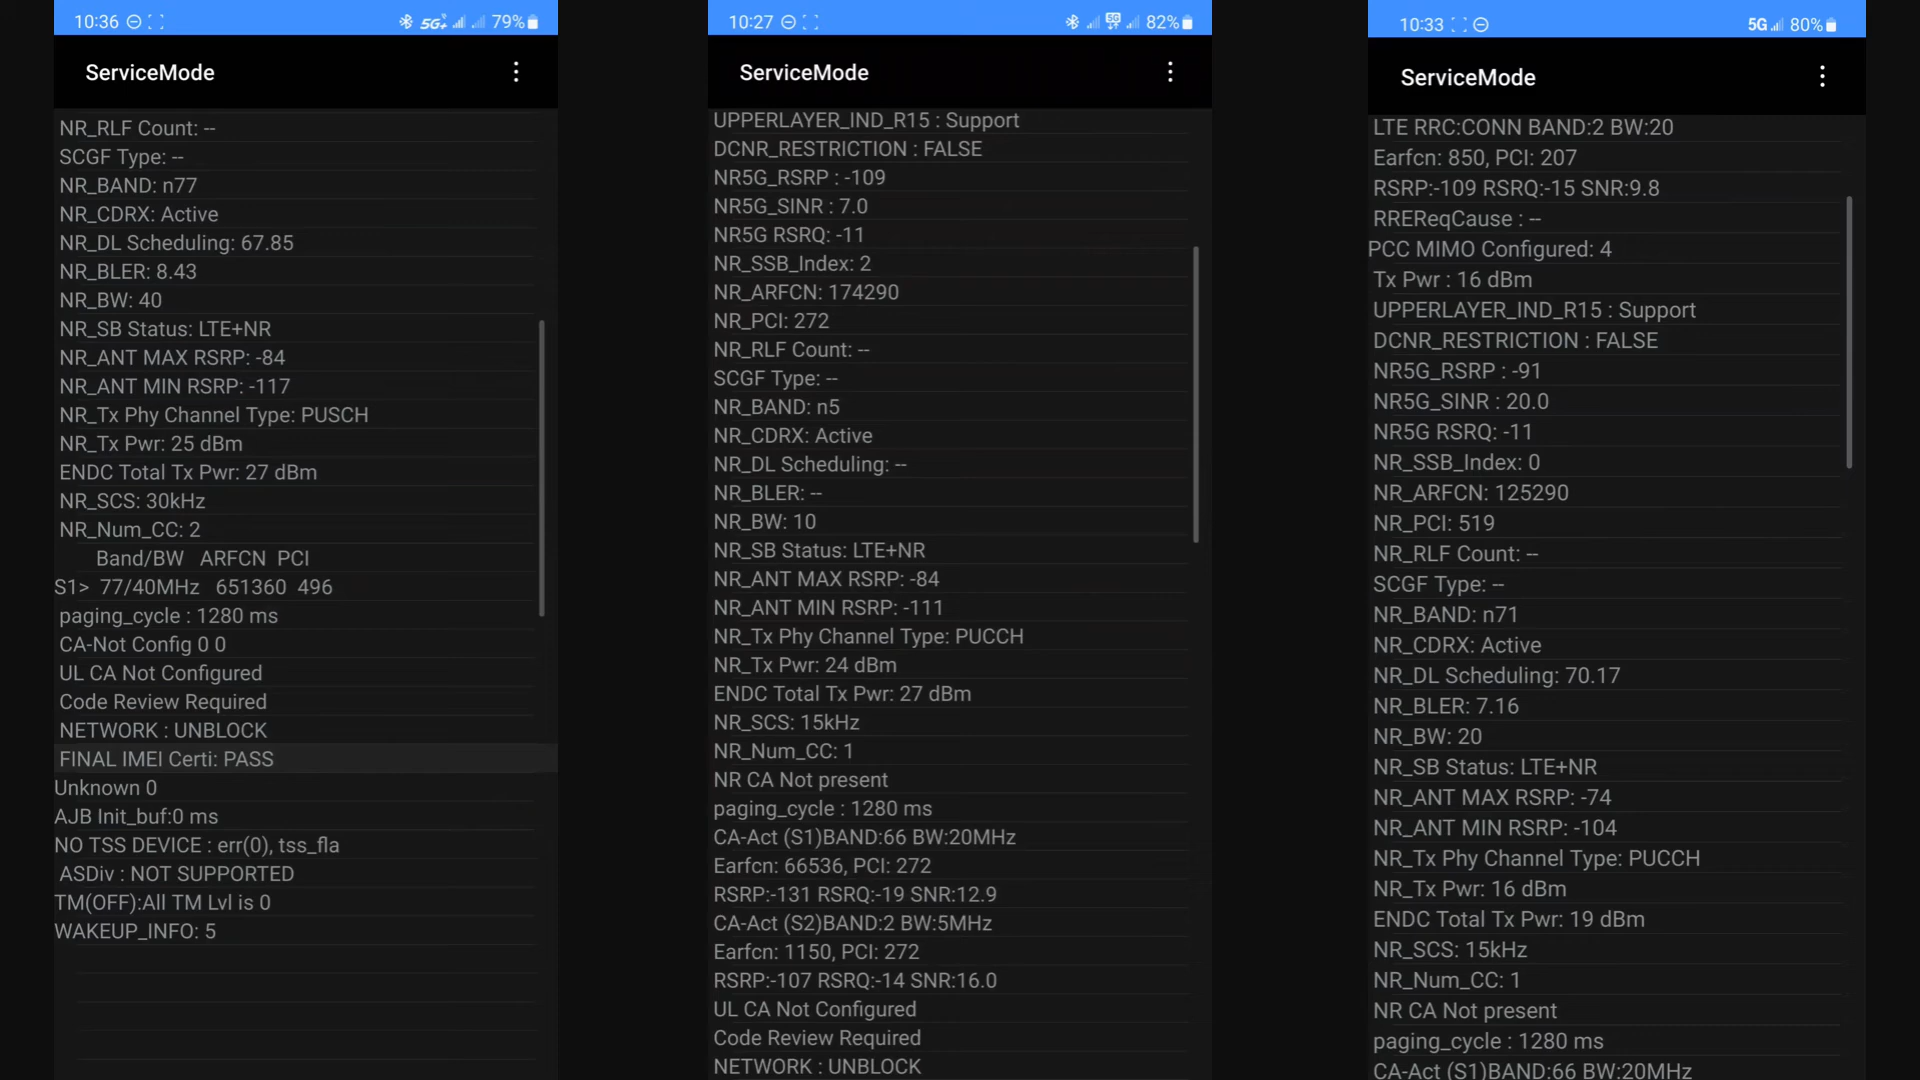 10:36 5G+ 79%
ServiceMode
NR_RLF Count: --
SCGF Type: --
NR_BAND: n77
NR_CDRX: Active
NR_DL Scheduling: 67.85
NR_BLER: 8.43
NR_BW: 40
NR_SB Status: LTE+NR
NR_ANT MAX RSRP: -84
NR_ANT MIN RSRP: -117
NR_Tx Phy Channel Type: PUSCH
NR_Tx Pwr: 25 dBm
ENDC Total Tx Pwr: 27 dBm
NR_SCS: 30kHz
NR_Num_CC: 2
Band/BW ARFCN PCI
S1> 77/40MHz 651360 496
paging_cycle : 1280 ms
CA-Not Config 0 0
UL CA Not Configured
Code Review Required
NETWORK : UNBLOCK
FINAL IMEI Certi: PASS
Unknown 0
AJB Init_buf:0 ms
NO TSS DEVICE : err(0), tss_fla
ASDiv : NOT SUPPORTED
TM(OFF):All TM Lvl is 0
WAKEUP_INFO: 5
10:27 5G 82%
ServiceMode
UPPERLAYER_IND_R15 : Support
DCNR_RESTRICTION : FALSE
NR5G_RSRP : -109
NR5G_SINR : 7.0
NR5G RSRQ: -11
NR_SSB_Index: 2
NR_ARFCN: 174290
NR_PCI: 272
NR_RLF Count: --
SCGF Type: --
NR_BAND: n5
NR_CDRX: Active
NR_DL Scheduling: --
NR_BLER: --
NR_BW: 10
NR_SB Status: LTE+NR
NR_ANT MAX RSRP: -84
NR_ANT MIN RSRP: -111
NR_Tx Phy Channel Type: PUCCH
NR_Tx Pwr: 24 dBm
ENDC Total Tx Pwr: 27 dBm
NR_SCS: 15kHz
NR_Num_CC: 1
NR CA Not present
paging_cycle : 1280 ms
CA-Act (S1)BAND:66 BW:20MHz
Earfcn: 66536, PCI: 272
RSRP:-131 RSRQ:-19 SNR:12.9
CA-Act (S2)BAND:2 BW:5MHz
Earfcn: 1150, PCI: 272
RSRP:-107 RSRQ:-14 SNR:16.0
UL CA Not Configured
Code Review Required
NETWORK : UNBLOCK
10:33 5G 80%
ServiceMode
LTE RRC:CONN BAND:2 BW:20
Earfcn: 850, PCI: 207
RSRP:-109 RSRQ:-15 SNR:9.8
RREReqCause : --
PCC MIMO Configured: 4
Tx Pwr : 16 dBm
UPPERLAYER_IND_R15 : Support
DCNR_RESTRICTION : FALSE
NR5G_RSRP : -91
NR5G_SINR : 20.0
NR5G RSRQ: -11
NR_SSB_Index: 0
NR_ARFCN: 125290
NR_PCI: 519
NR_RLF Count: --
SCGF Type: --
NR_BAND: n71
NR_CDRX: Active
NR_DL Scheduling: 70.17
NR_BLER: 7.16
NR_BW: 20
NR_SB Status: LTE+NR
NR_ANT MAX RSRP: -74
NR_ANT MIN RSRP: -104
NR_Tx Phy Channel Type: PUCCH
NR_Tx Pwr: 16 dBm
ENDC Total Tx Pwr: 19 dBm
NR_SCS: 15kHz
NR_Num_CC: 1
NR CA Not present
paging_cycle : 1280 ms
CA-Act (S1)BAND:66 BW:20MHz